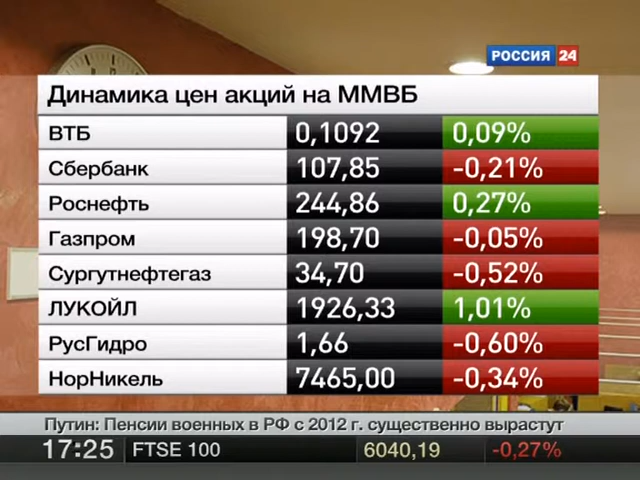 РОССИЯ 24
Динамика цен акций на ММВБ
ВТБ 0,1092 0,09%
Сбербанк 107,85 -0,21%
Роснефть 244,86 0,27%
Газпром 198,70 -0,05%
Сургутнефтегаз 34,70 -0,52%
ЛУКОЙЛ 1926,33 1,01%
РусГидро 1,66 -0,60%
НорНикель 7465,00 -0,34%
Путин: Пенсии военных в РФ с 2012 г. существенно вырастут
17:25 FTSE 100 6040,19 -0,27%